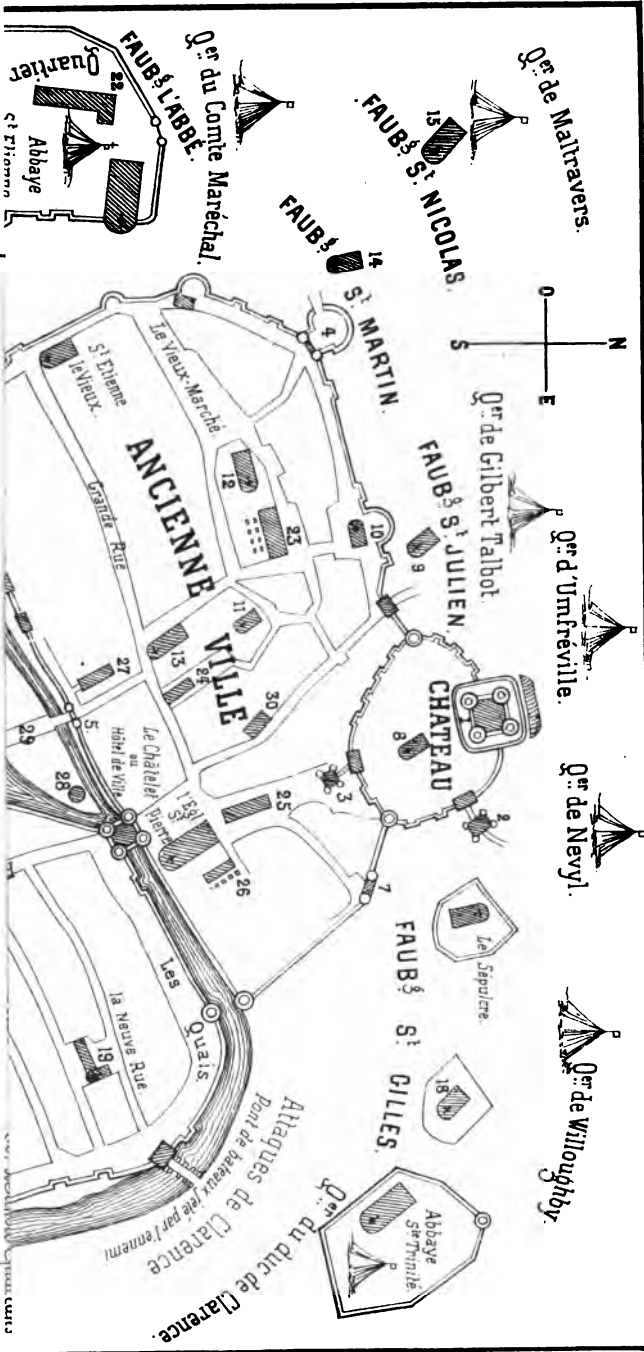 Qer de Maltravers.
15
FAUBg St NICOLAS.
Qer du Comte Maréchal.
FAUBg L'ABBÉ.
22
Quartier
Abbaye
St Etienne
14
FAUBg St MARTIN.
N
O
E
S
4
Le Vieux-Marché.
St Etienne
le Vieux.
ANCIENNE
VILLE
12
23
10
9
FAUBg St JULIEN.
Qer de Gilbert Talbot.
Qer d'Umfréville.
Grande Rue
11
13
24
30
27
5
29
28
Le Châtelet
ou
Hôtel de Ville
l'Egl
St
Pierre
25
26
CHATEAU
8
3
2
7
Qer de Nevyl.
Le Sépulcre.
FAUBg St GILLES.
18
Qer de Willoughby.
Les Quais
la Neuve Rue.
19
Attaques de Clarence
Pont de bateaux jeté par l'ennemi
Qer du duc de Clarence.
Abbaye
Ste Trinité.